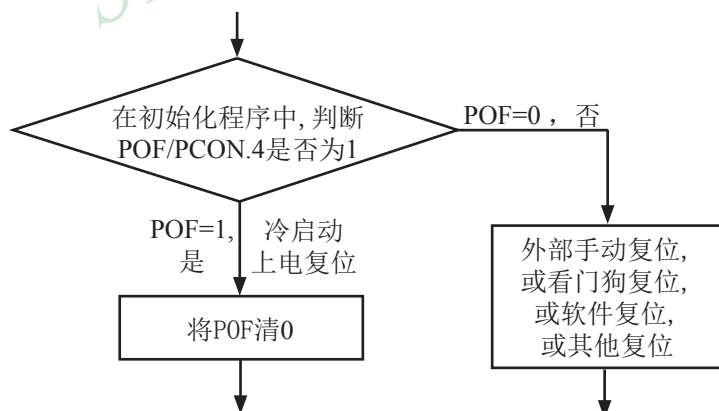 在初始化程序中,判断
POF/PCON.4是否为1
POF=0 ，否
POF=1,
是
冷启动
上电复位
外部手动复位,
或看门狗复位,
或软件复位,
或其他复位
将POF清0